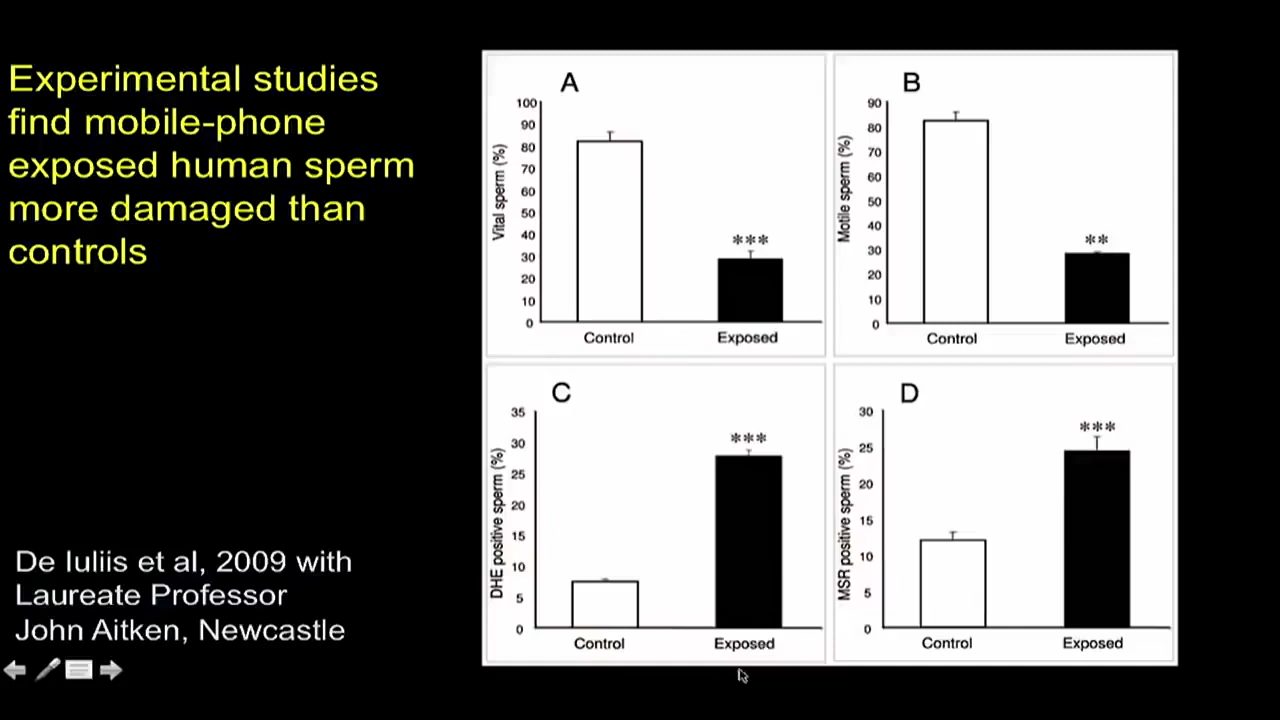 Experimental studies
find mobile-phone
exposed human sperm
more damaged than
controls
De Iuliis et al, 2009 with
Laureate Professor
John Aitken, Newcastle
A
Vital sperm (%)
100
90
80
70
60
50
40
30
20
10
0
***
Control Exposed
B
Motile sperm (%)
90
80
70
60
50
40
30
20
10
0
**
Control Exposed
C
DHE positive sperm (%)
35
30
25
20
15
10
5
0
***
Control Exposed
D
MSR positive sperm (%)
30
25
20
15
10
5
0
***
Control Exposed